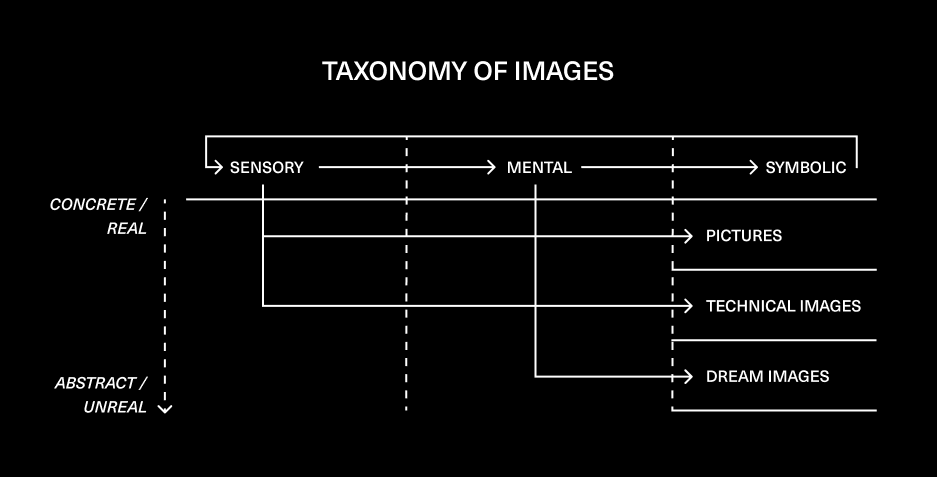 TAXONOMY OF IMAGES
SENSORY
MENTAL
SYMBOLIC
CONCRETE /
REAL
PICTURES
TECHNICAL IMAGES
DREAM IMAGES
ABSTRACT /
UNREAL